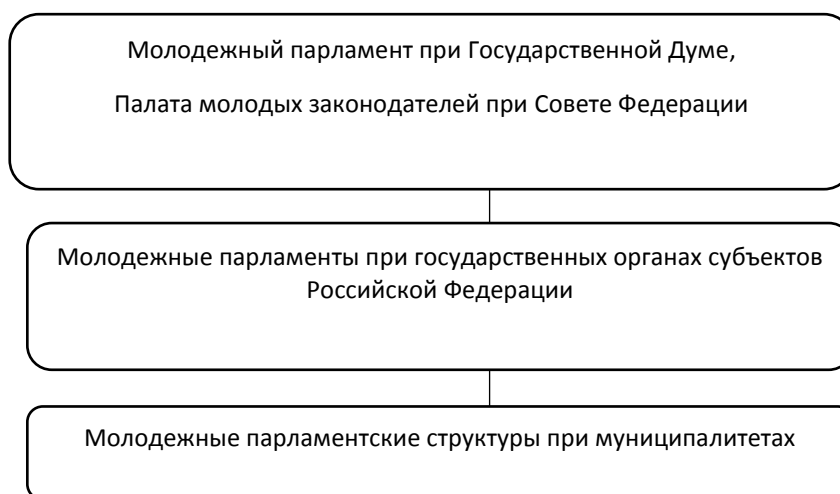 Молодежный парламент при Государственной Думе,
Палата молодых законодателей при Совете Федерации
Молодежные парламенты при государственных органах субъектов
Российской Федерации
Молодежные парламентские структуры при муниципалитетах